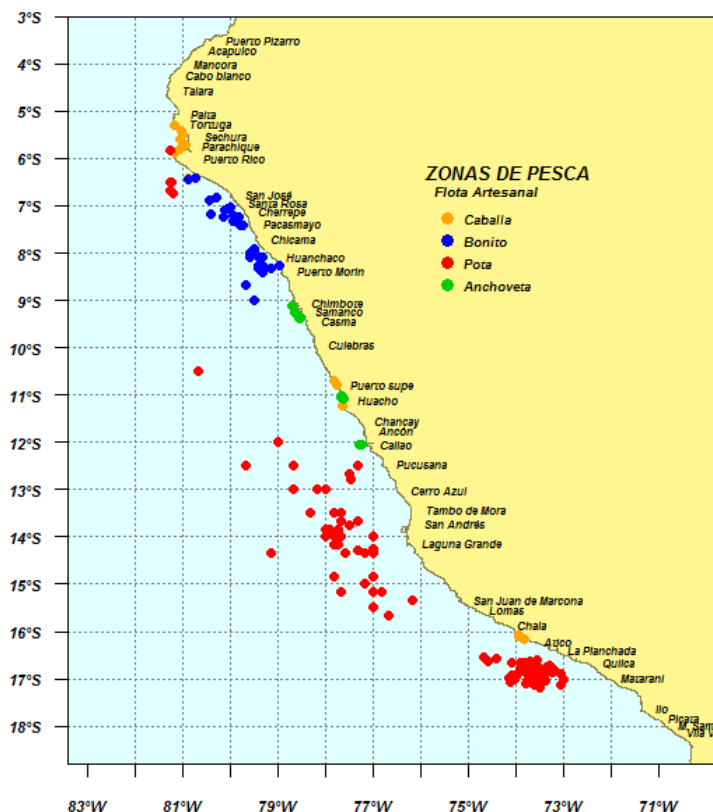 3°S
Puerto Pizarro
Acapulco
4°S
Mancora
Cabo blanco
Talara
5°S
Paita
Tortuga
Sechura
Parachique
6°S
Puerto Rico
ZONAS DE PESCA
Flota Artesanal
Caballa
Bonito
Pota
Anchoveta
San José
7°S
Santa Rosa
Cherrepe
Pacasmayo
Chicama
8°S
Huanchaco
Puerto Morin
9°S
Chimbote
Samanco
Casma
10°S
Culebras
Puerto supe
11°S
Huacho
Chancay
Ancón
12°S
Callao
Pucusana
13°S
Cerro Azul
Tambo de Mora
San Andrés
14°S
Laguna Grande
15°S
San Juan de Marcona
Lomas
16°S
Chala
Atico
La Planchada
Quilca
17°S
Matarani
Ilo
Picata
18°S
M. Sam
Vila V
83°W 81°W 79°W 77°W 75°W 73°W 71°W